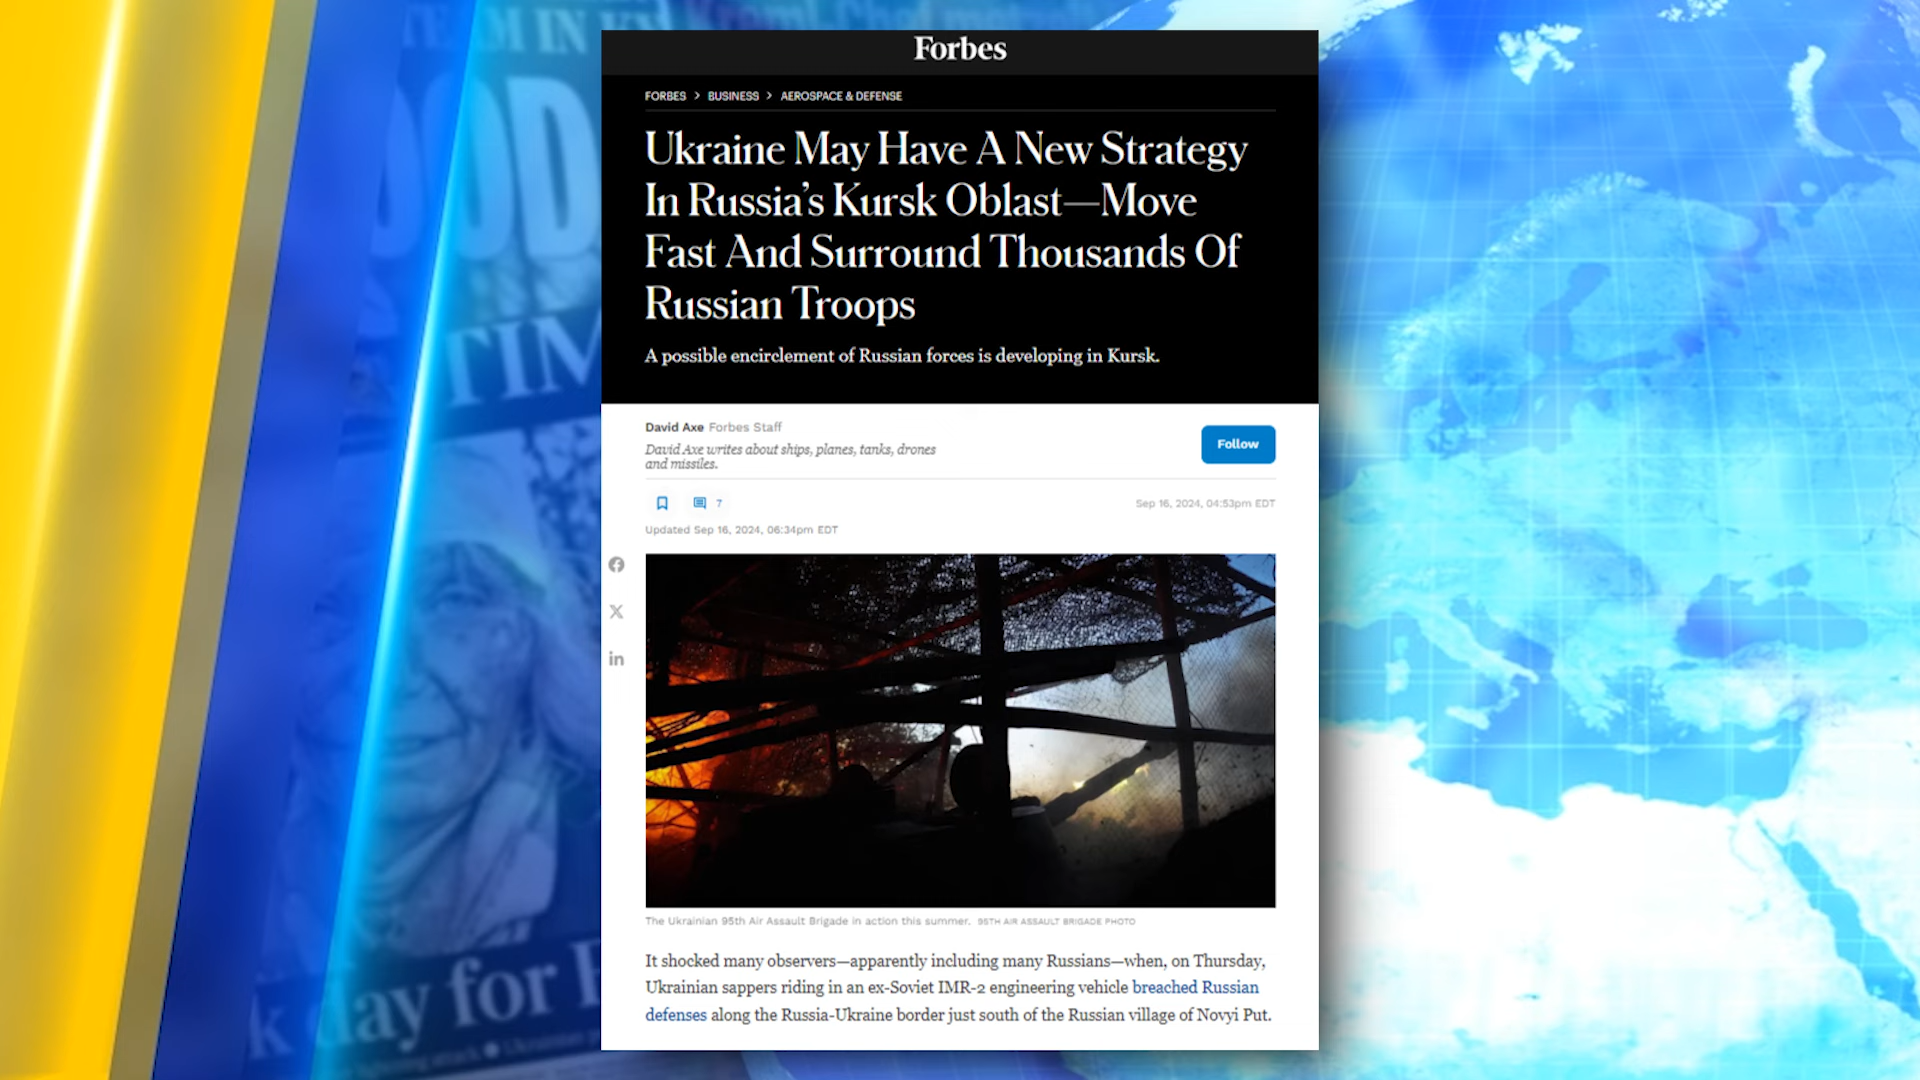 Forbes
FORBES > BUSINESS > AEROSPACE & DEFENSE
Ukraine May Have A New Strategy
In Russia’s Kursk Oblast—Move
Fast And Surround Thousands Of
Russian Troops
A possible encirclement of Russian forces is developing in Kursk.
David Axe Forbes Staff
David Axe writes about ships, planes, tanks, drones
and missiles.
Follow
7
Sep 16, 2024, 04:53pm EDT
Updated Sep 16, 2024, 06:34pm EDT
The Ukrainian 95th Air Assault Brigade in action this summer. 95TH AIR ASSAULT BRIGADE PHOTO
It shocked many observers—apparently including many Russians—when, on Thursday,
Ukrainian sappers riding in an ex-Soviet IMR-2 engineering vehicle breached Russian
defenses along the Russia-Ukraine border just south of the Russian village of Novyi Put.
day for